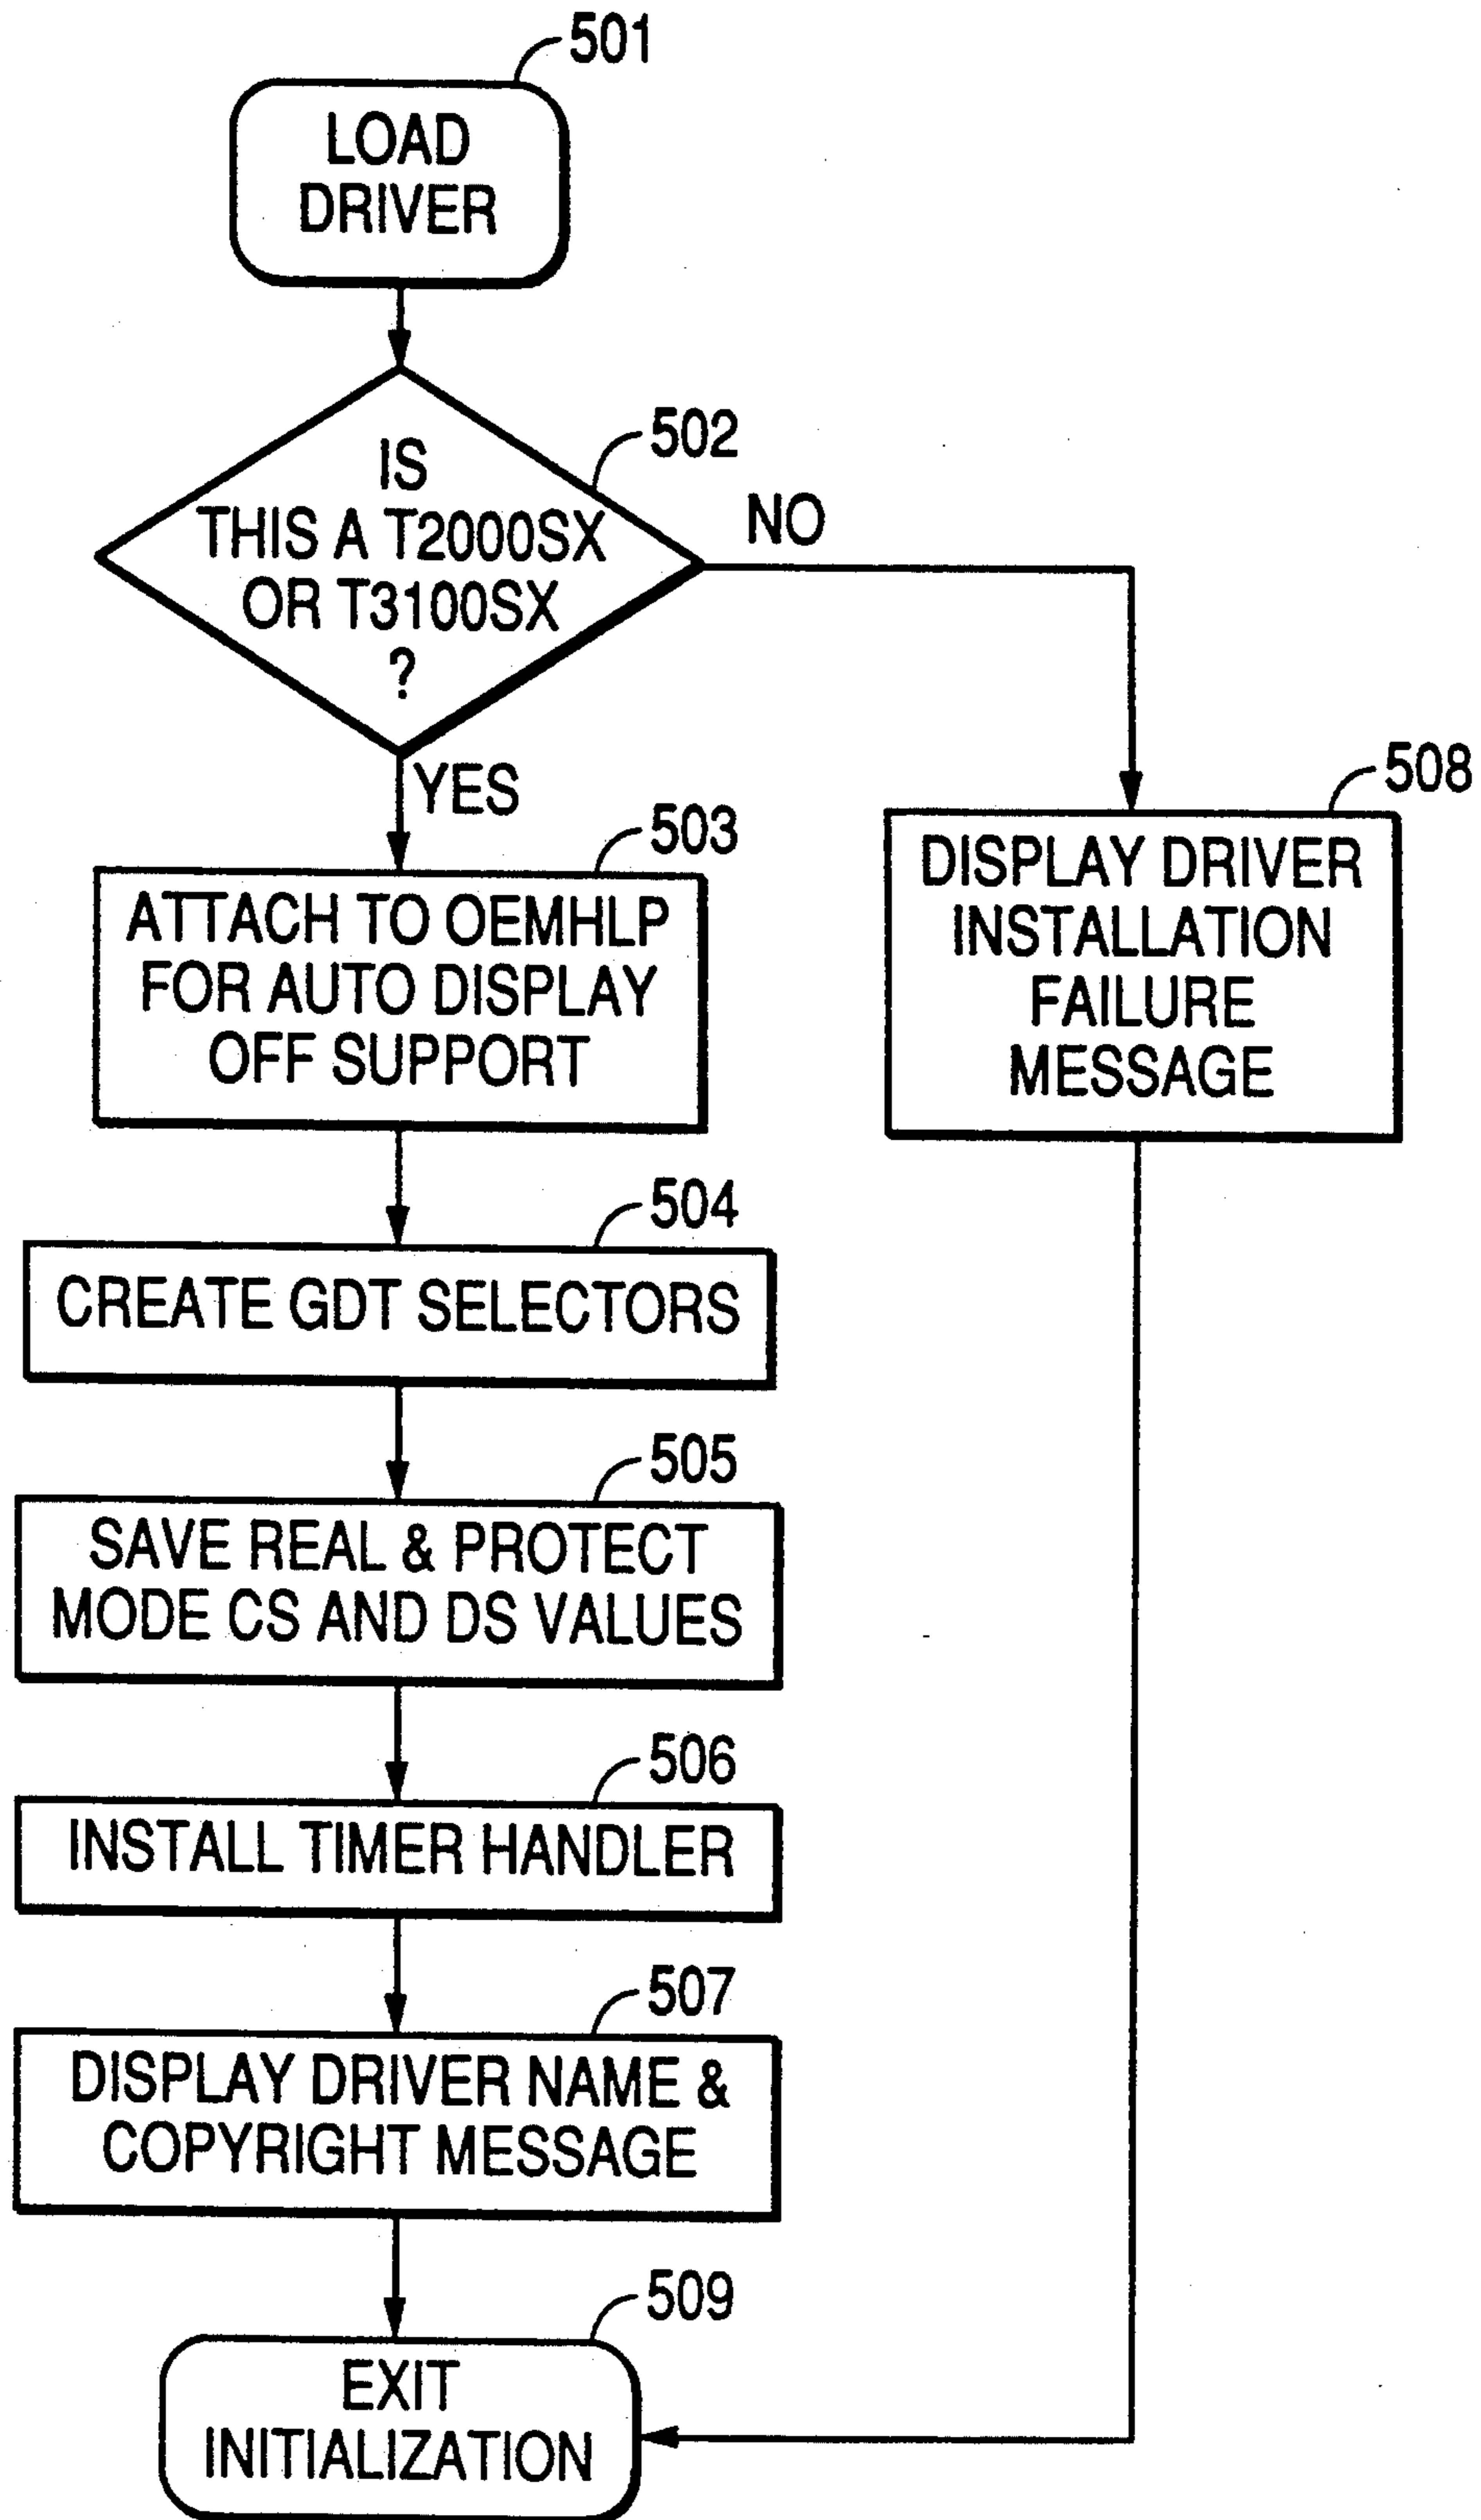 501
LOAD
DRIVER
502
IS
THIS A T2000SX
OR T3100SX
?
NO
YES
503
ATTACH TO OEMHLP
FOR AUTO DISPLAY
OFF SUPPORT
508
DISPLAY DRIVER
INSTALLATION
FAILURE
MESSAGE
504
CREATE GDT SELECTORS
505
SAVE REAL & PROTECT
MODE CS AND DS VALUES
506
INSTALL TIMER HANDLER
507
DISPLAY DRIVER NAME &
COPYRIGHT MESSAGE
509
EXIT
INITIALIZATION